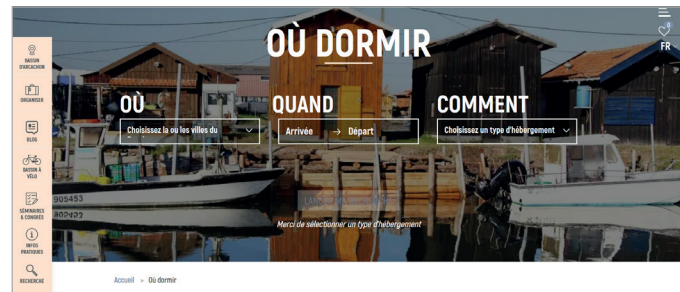 OÙ DORMIR
0
FR
BASSIN
D'ARCACHON
ORGANISER
BLOG
BASSIN À
VÉLO
SÉMINAIRES
& CONGRÈS
INFOS
PRATIQUES
RECHERCHE
OÙ
Choisissez la ou les villes du
QUAND
Arrivée → Départ
COMMENT
Choisissez un type d'hébergement
905453
Merci de sélectionner un type d'hébergement
Accueil > Où dormir